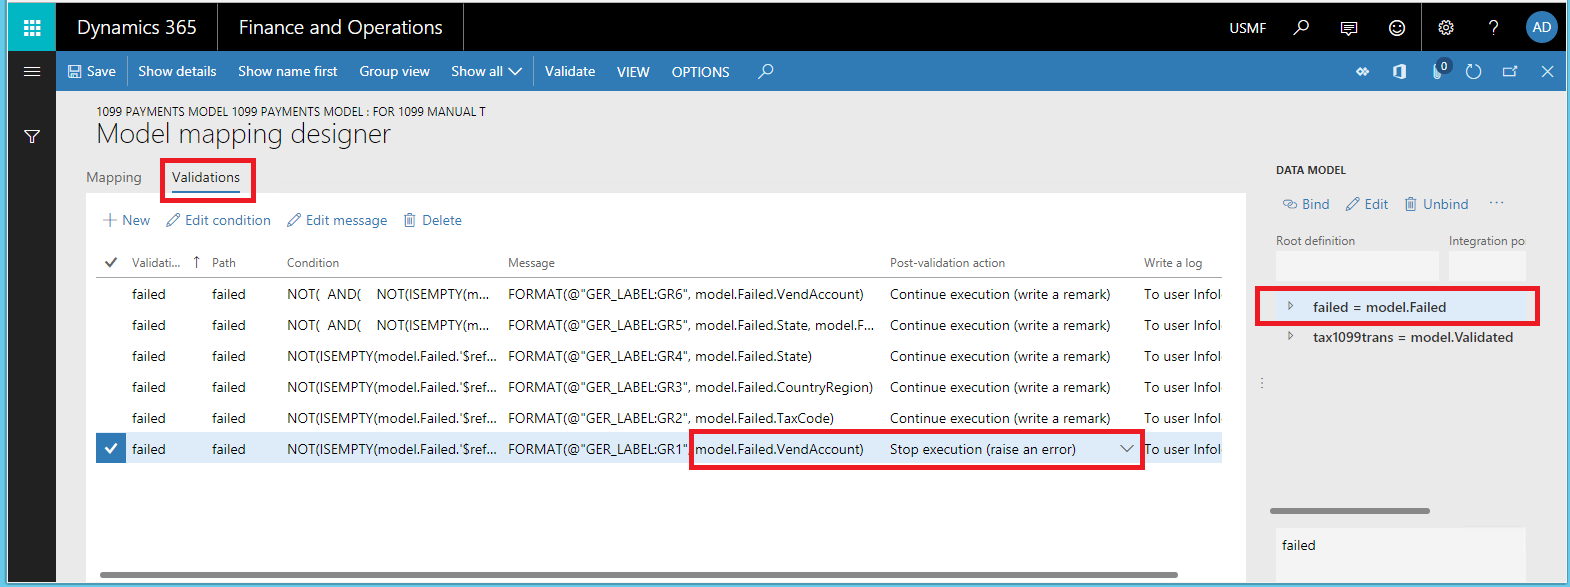 Dynamics 365 Finance and Operations USMF ? AD
Save Show details Show name first Group view Show all Validate VIEW OPTIONS 0
1099 PAYMENTS MODEL 1099 PAYMENTS MODEL : FOR 1099 MANUAL T
Model mapping designer
Mapping Validations
New Edit condition Edit message Delete
Validati... Path Condition Message Post-validation action Write a log
failed failed NOT( AND( NOT(ISEMPTY(m... FORMAT(@"GER_LABEL:GR6", model.Failed.VendAccount) Continue execution (write a remark) To user Infol
failed failed NOT( AND( NOT(ISEMPTY(m... FORMAT(@"GER_LABEL:GR5", model.Failed.State, model.F... Continue execution (write a remark) To user Infol
failed failed NOT(ISEMPTY(model.Failed.'$ref... FORMAT(@"GER_LABEL:GR4", model.Failed.State) Continue execution (write a remark) To user Infol
failed failed NOT(ISEMPTY(model.Failed.'$ref... FORMAT(@"GER_LABEL:GR3", model.Failed.CountryRegion) Continue execution (write a remark) To user Infol
failed failed NOT(ISEMPTY(model.Failed.'$ref... FORMAT(@"GER_LABEL:GR2", model.Failed.TaxCode) Continue execution (write a remark) To user Infol
failed failed NOT(ISEMPTY(model.Failed.'$ref... FORMAT(@"GER_LABEL:GR1", model.Failed.VendAccount) Stop execution (raise an error) To user Infol
DATA MODEL
Bind Edit Unbind ...
Root definition Integration po
failed = model.Failed
tax1099trans = model.Validated
failed